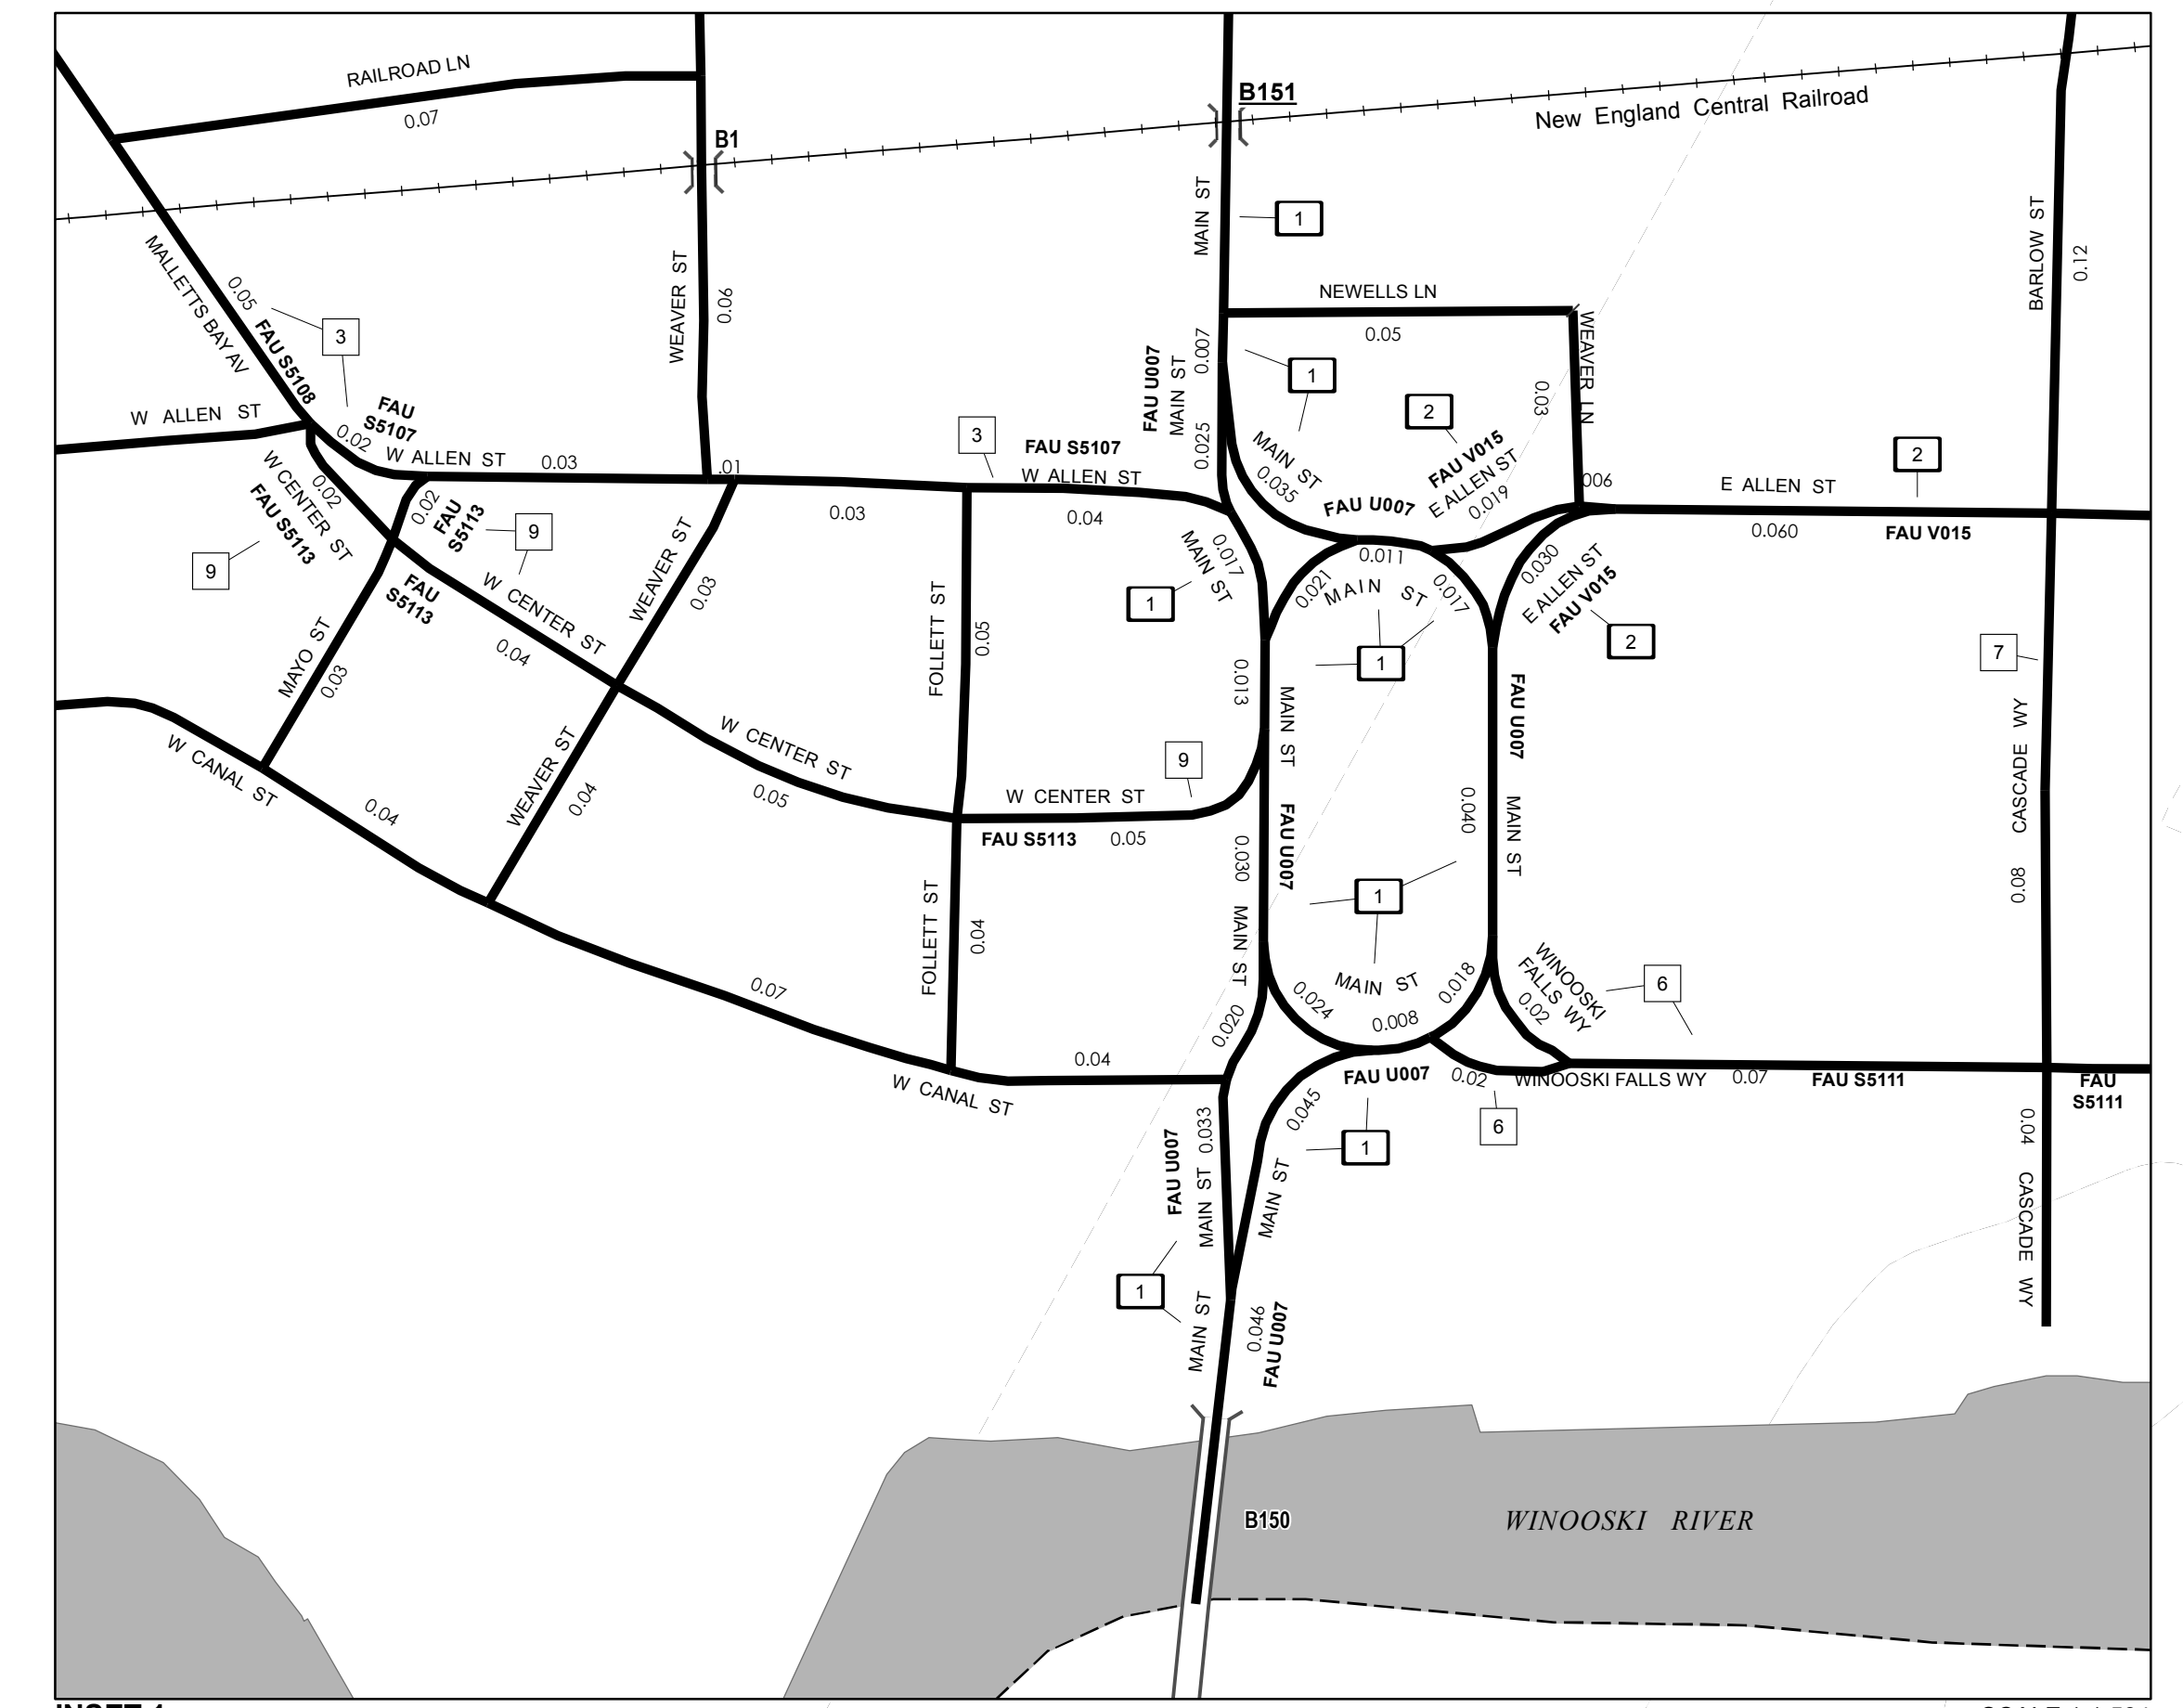 RAILROAD LN
0.07
B1
B151
New England Central Railroad
MAIN ST
1
BARLOW ST
0.12
MALLETTS BAY AV
0.05
FAU S5108
3
WEAVER ST
0.06
NEWELLS LN
0.05
WEAVER LN
0.03
FAU U007
MAIN ST
0.007
0.025
1
2
MAIN ST
0.035
FAU V015
E ALLEN ST
0.019
FAU U007
W ALLEN ST
0.02
FAU
S5107
W ALLEN ST
0.03
.01
3
FAU S5107
W ALLEN ST
0.03
0.04
006
2
E ALLEN ST
0.060
FAU V015
W CENTER ST
0.02
FAU S5113
9
0.02
FAU
S5113
9
FAU
S5113
W CENTER ST
0.04
WEAVER ST
0.03
MAYO ST
0.03
FOLLETT ST
0.05
MAIN ST
0.017
1
0.021
0.011
MAIN ST
0.017
1
0.030
E ALLEN ST
FAU V015
2
7
0.013
MAIN ST
FAU U007
W CANAL ST
0.04
WEAVER ST
0.04
W CENTER ST
0.05
9
W CENTER ST
FAU S5113
0.05
FAU U007
0.030
MAIN ST
0.040
MAIN ST
1
CASCADE WY
0.08
FOLLETT ST
0.04
0.07
MAIN ST
0.024
0.008
0.018
WINOOSKI
FALLS WY
0.02
6
0.020
0.04
W CANAL ST
FAU U007
0.02
WINOOSKI FALLS WY
0.07
FAU S5111
FAU
S5111
6
0.045
1
MAIN ST
FAU U007
MAIN ST
0.033
0.04
CASCADE WY
1
MAIN ST
0.046
FAU U007
B150
WINOOSKI RIVER